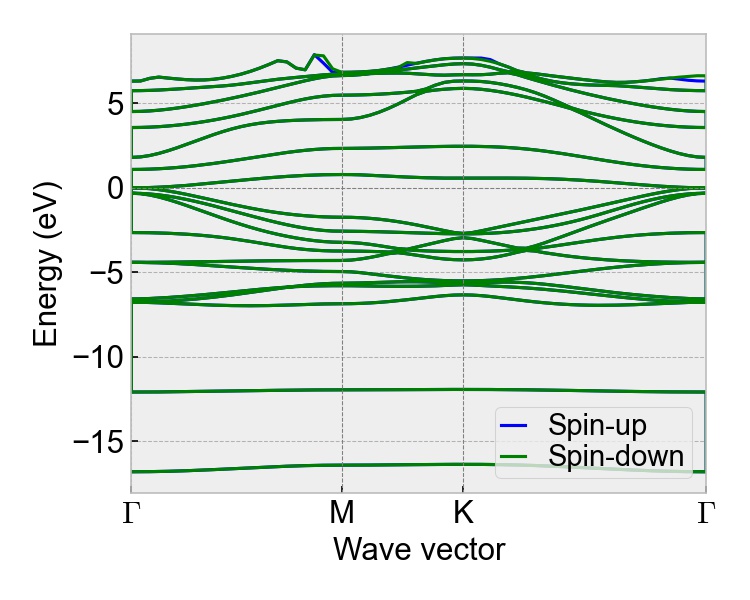 5
0
−5
−10
−15
Energy (eV)
Spin-up
Spin-down
Γ M K Γ
Wave vector